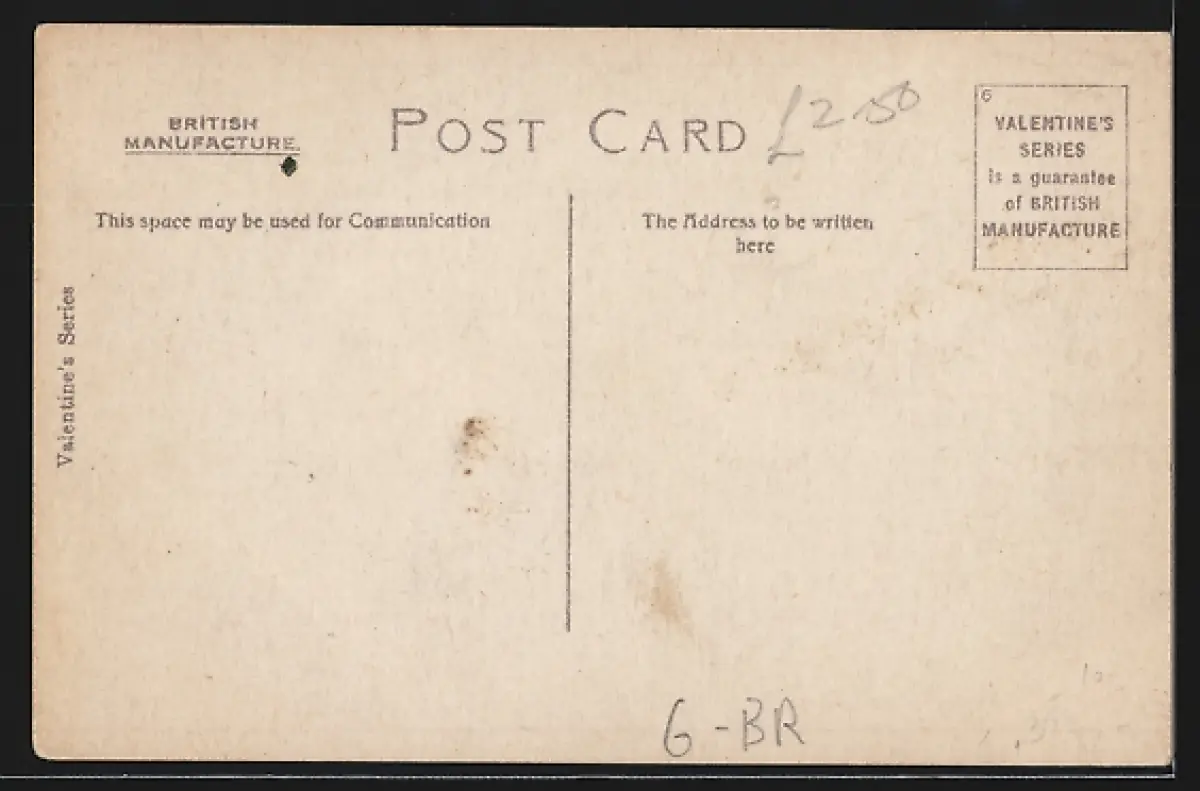 BRITISH
MANUFACTURE.
POST CARD
£2.50
6
VALENTINE'S
SERIES
is a guarantee
of BRITISH
MANUFACTURE
This space may be used for Communication
The Address to be written
here
Valentine's Series
G-BR